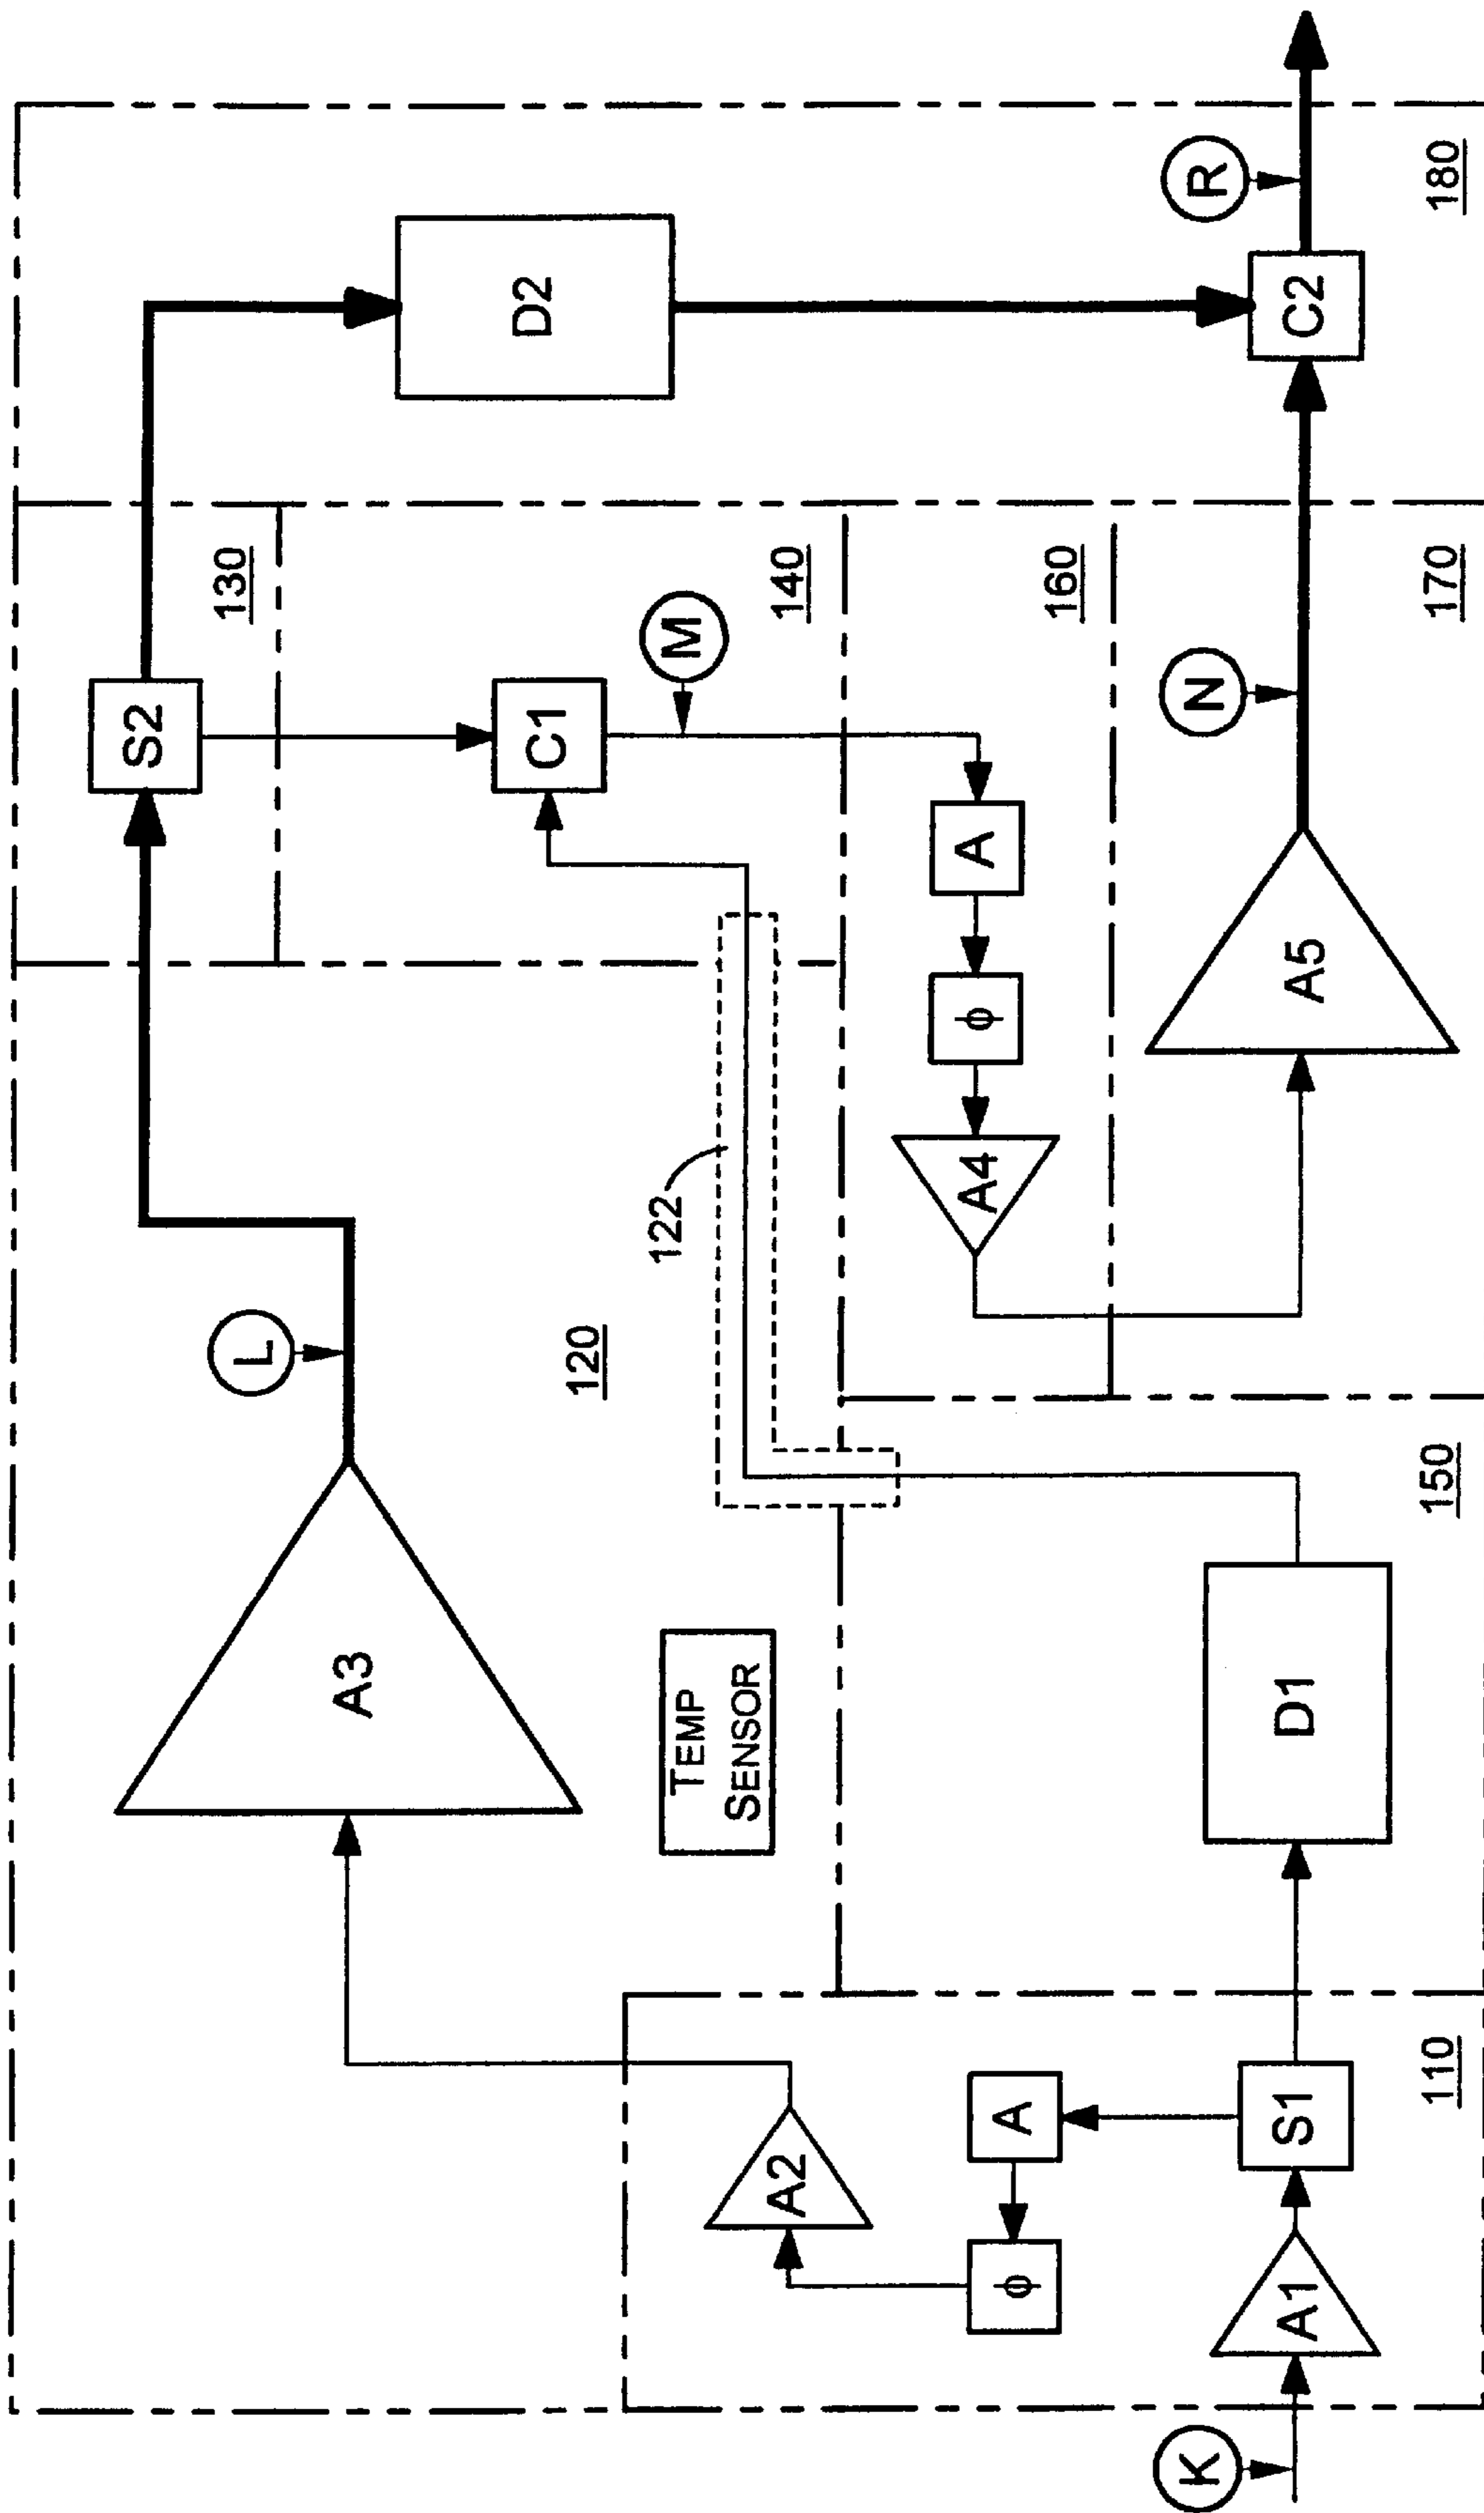 S2
130
L
A3
D2
C1
120
122
M
TEMP
SENSOR
140
A2
A4
ϕ
A
ϕ
A
160
K
N
R
A1
S1
D1
A5
C2
110
150
170
180